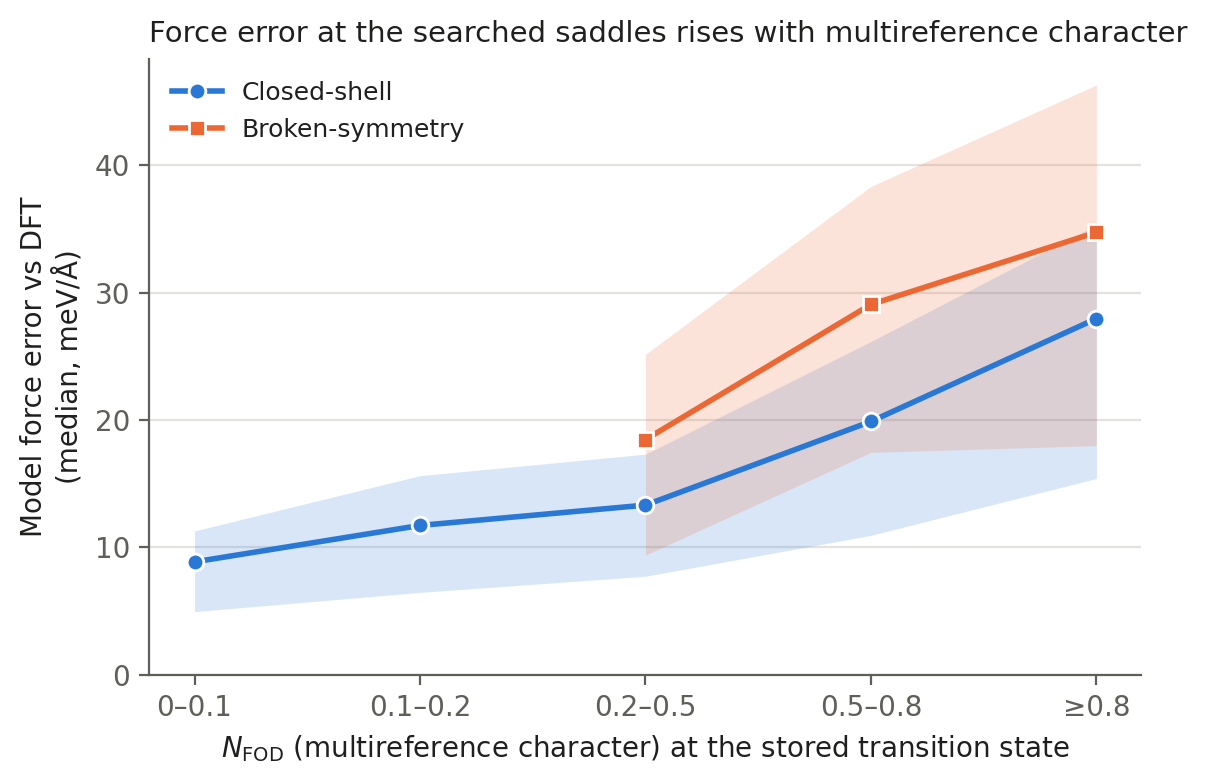 Force error at the searched saddles rises with multireference character
Closed-shell
Broken-symmetry
Model force error vs DFT
(median, meV/Å)
40
30
20
10
0
0–0.1
0.1–0.2
0.2–0.5
0.5–0.8
≥0.8
N_FOD (multireference character) at the stored transition state